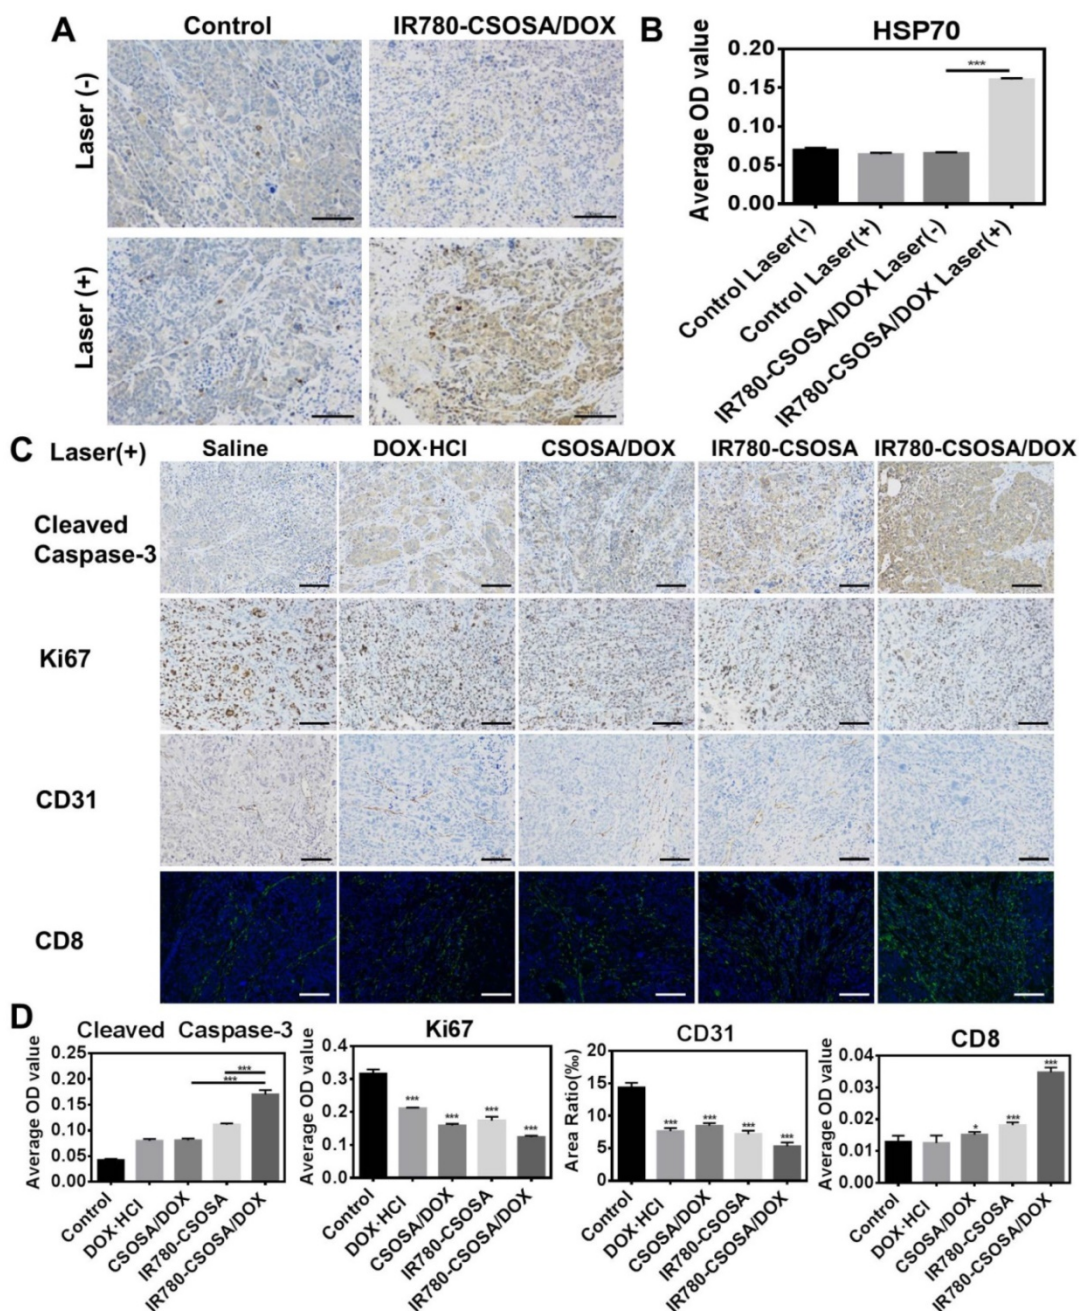 A
Control
IR780-CSOSA/DOX
Laser (-)
Laser (+)
B
HSP70
Average OD value
0.20
0.15
0.10
0.05
0.00
***
Control Laser(-)
Control Laser(+)
IR780-CSOSA/DOX Laser(-)
IR780-CSOSA/DOX Laser(+)
C
Laser(+)
Saline
DOX·HCl
CSOSA/DOX
IR780-CSOSA
IR780-CSOSA/DOX
Cleaved
Caspase-3
Ki67
CD31
CD8
D
Cleaved Caspase-3
Average OD value
0.25
0.20
0.15
0.10
0.05
0.00
***
***
Control
DOX·HCl
CSOSA/DOX
IR780-CSOSA
IR780-CSOSA/DOX
Ki67
Average OD value
0.4
0.3
0.2
0.1
0.0
*** *** *** ***
Control
DOX·HCl
CSOSA/DOX
IR780-CSOSA
IR780-CSOSA/DOX
CD31
Area Ratio(‰)
20
15
10
5
0
*** *** *** ***
Control
DOX·HCl
CSOSA/DOX
IR780-CSOSA
IR780-CSOSA/DOX
CD8
Average OD value
0.04
0.03
0.02
0.01
0.00
* *** ***
Control
DOX·HCl
CSOSA/DOX
IR780-CSOSA
IR780-CSOSA/DOX